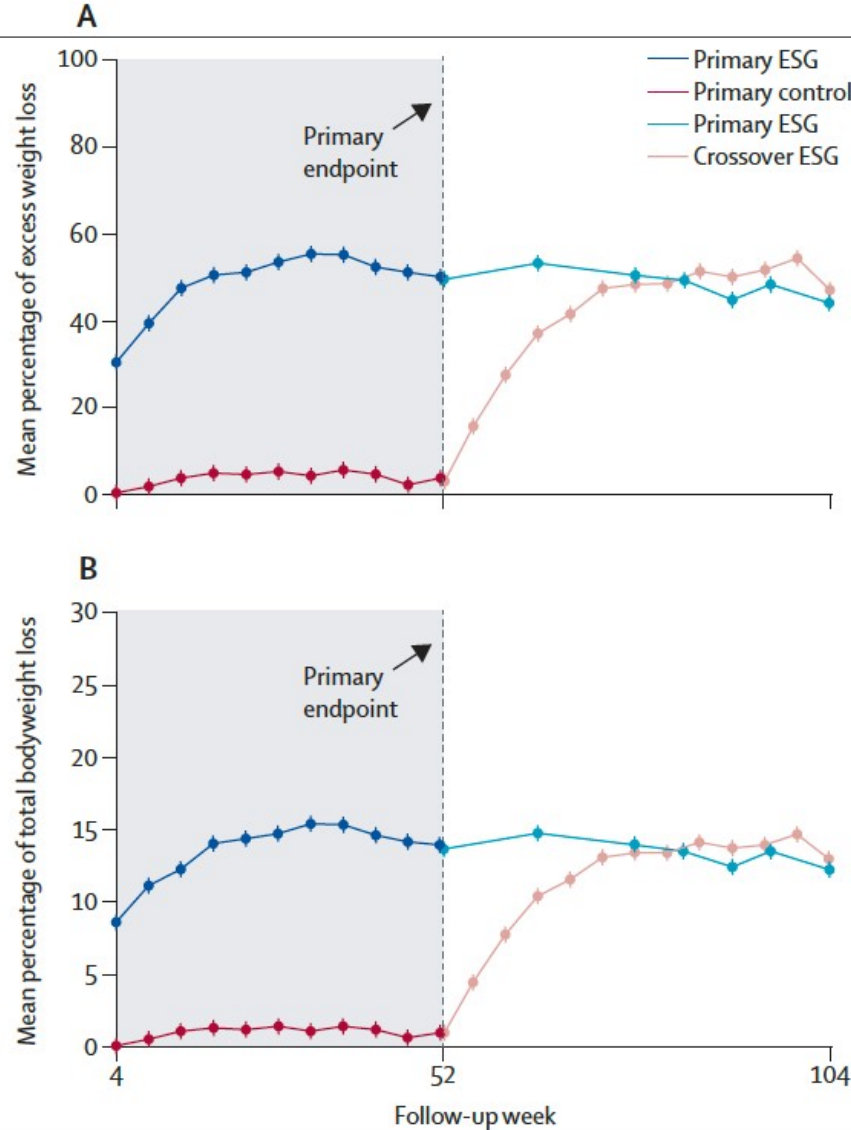 A
Mean percentage of excess weight loss
100
80
60
40
20
0
Primary
endpoint
Primary ESG
Primary control
Primary ESG
Crossover ESG
52
104
B
Mean percentage of total bodyweight loss
30
25
20
15
10
5
0
Primary
endpoint
4
52
104
Follow-up week